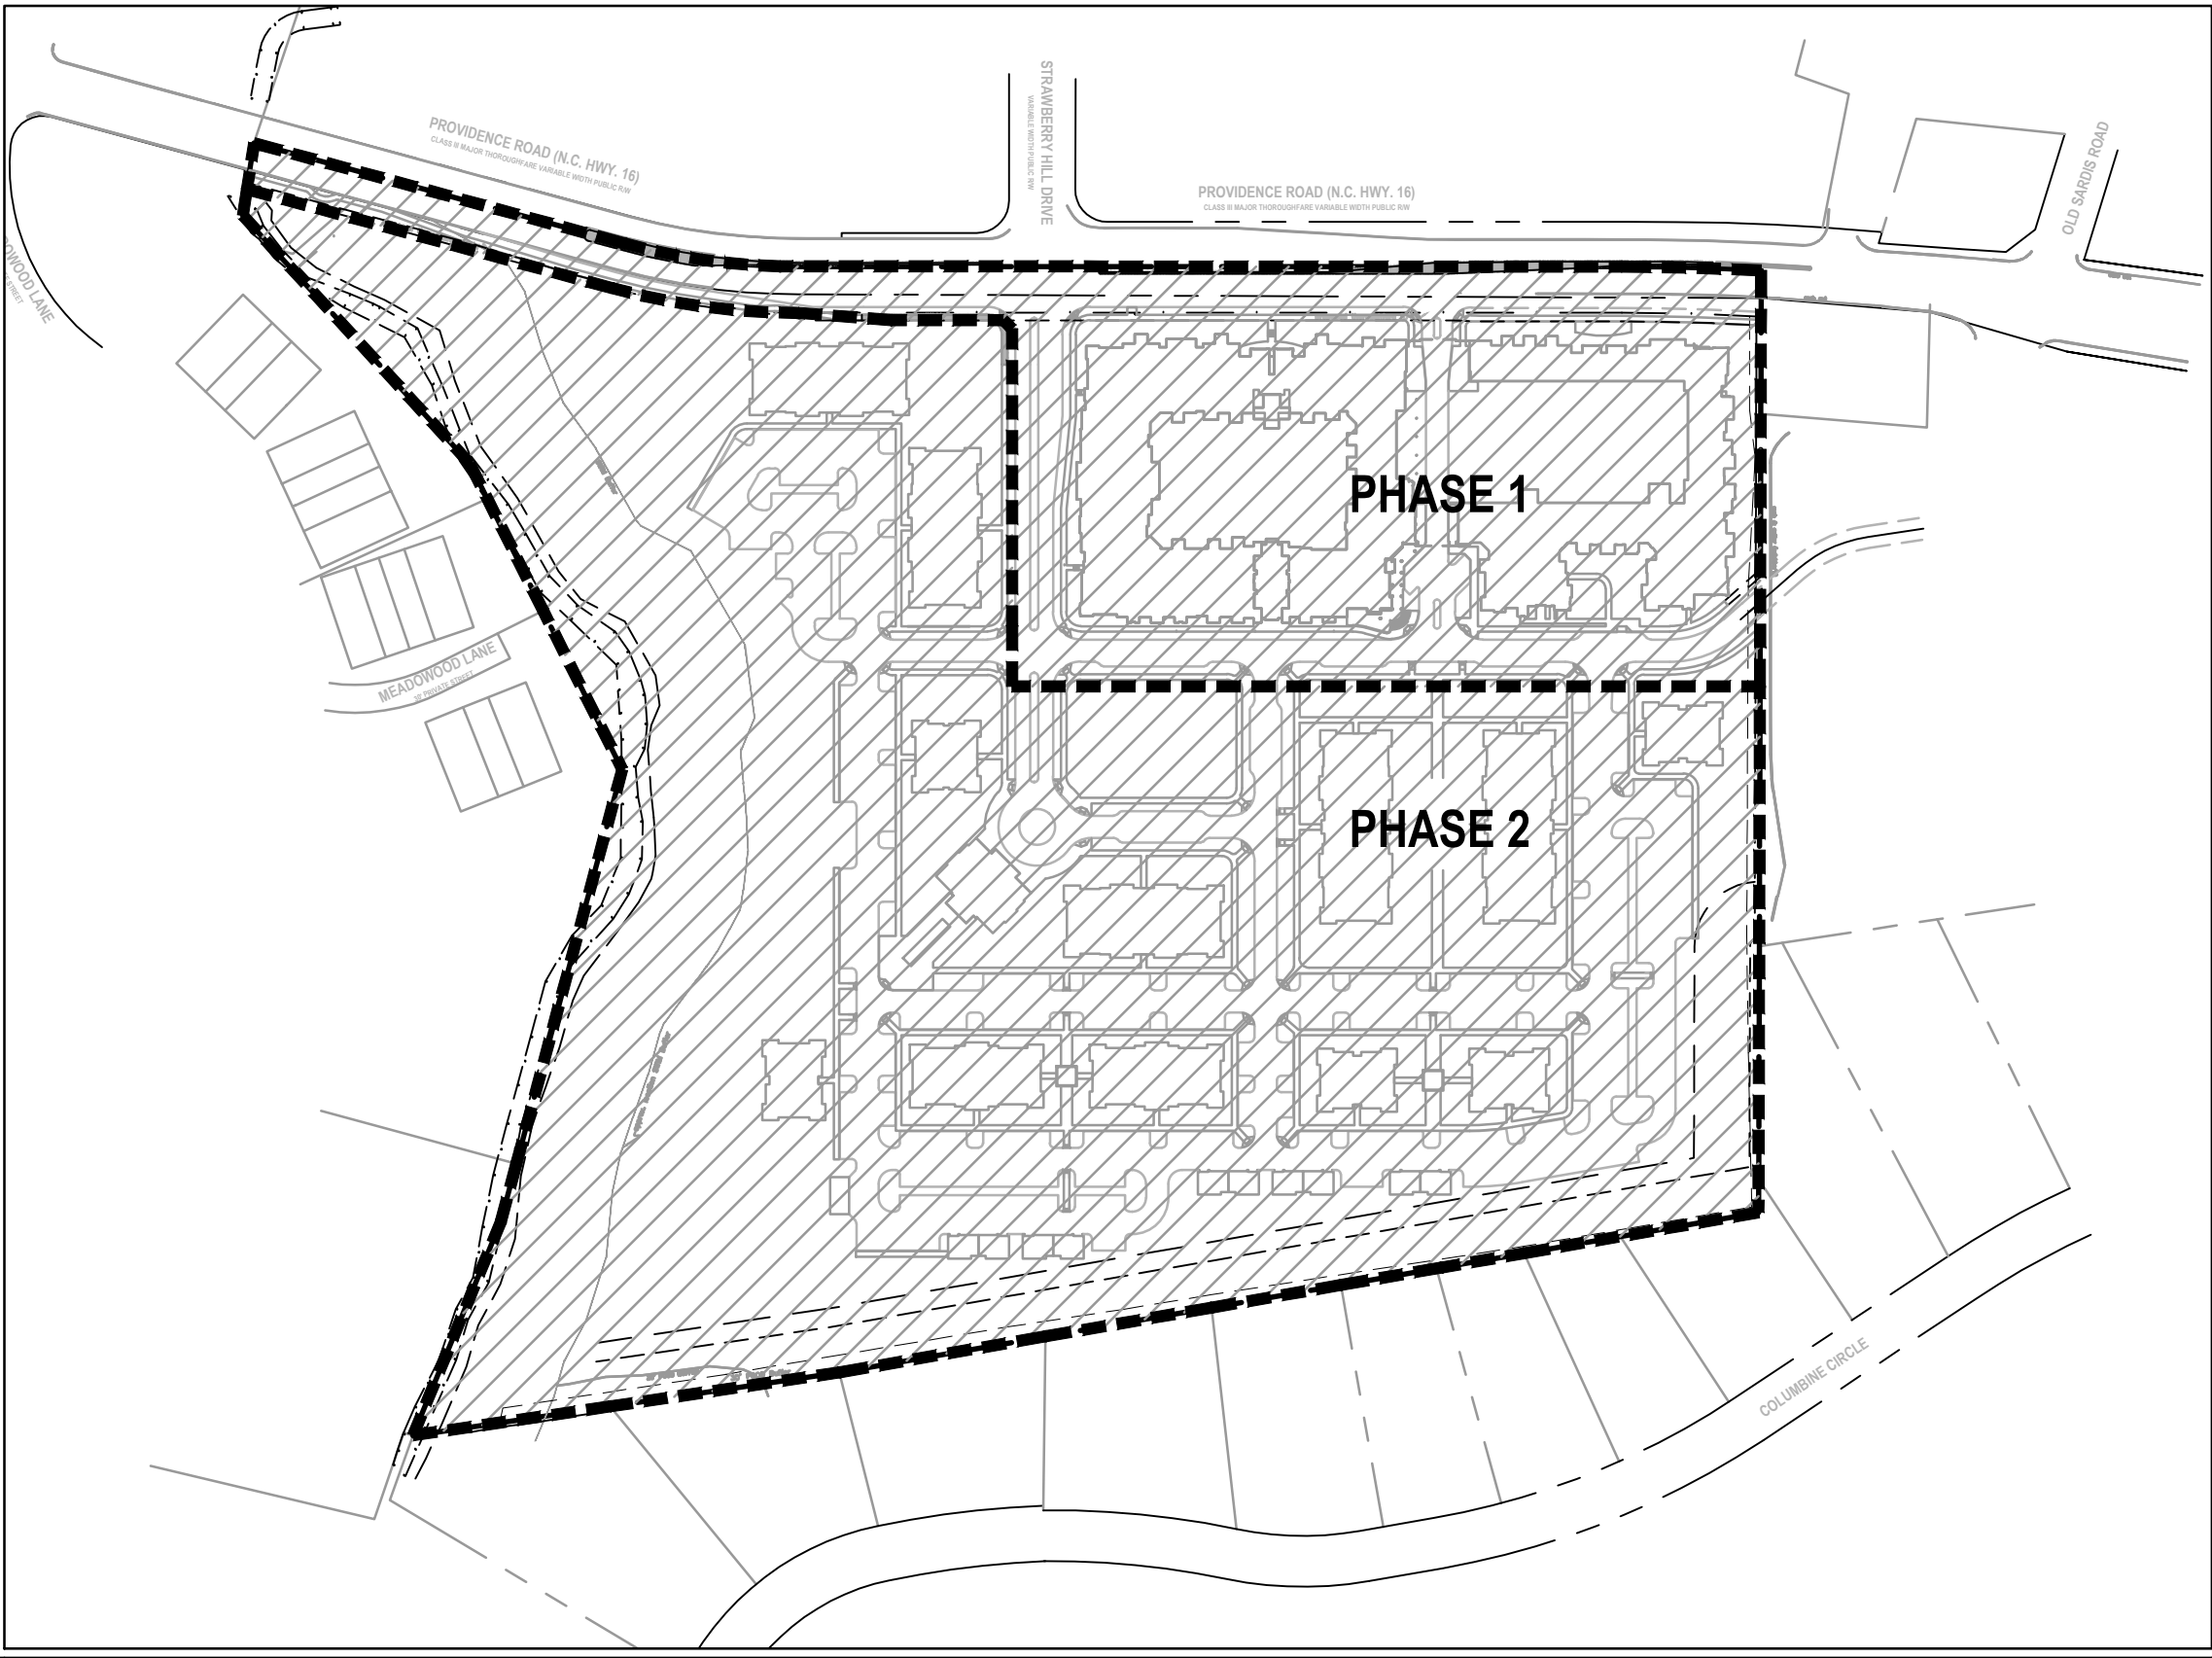 PROVIDENCE ROAD (N.C. HWY. 16)
CLASS III MAJOR THOROUGHFARE VARIABLE WIDTH PUBLIC R/W
STRAWBERRY HILL DRIVE
VARIABLE WIDTH PUBLIC R/W
PROVIDENCE ROAD (N.C. HWY. 16)
CLASS III MAJOR THOROUGHFARE VARIABLE WIDTH PUBLIC R/W
OLD SARDIS ROAD
OWOOD LANE
STREET
PHASE 1
MEADOWOOD LANE
PRIVATE STREET
PHASE 2
COLUMBINE CIRCLE